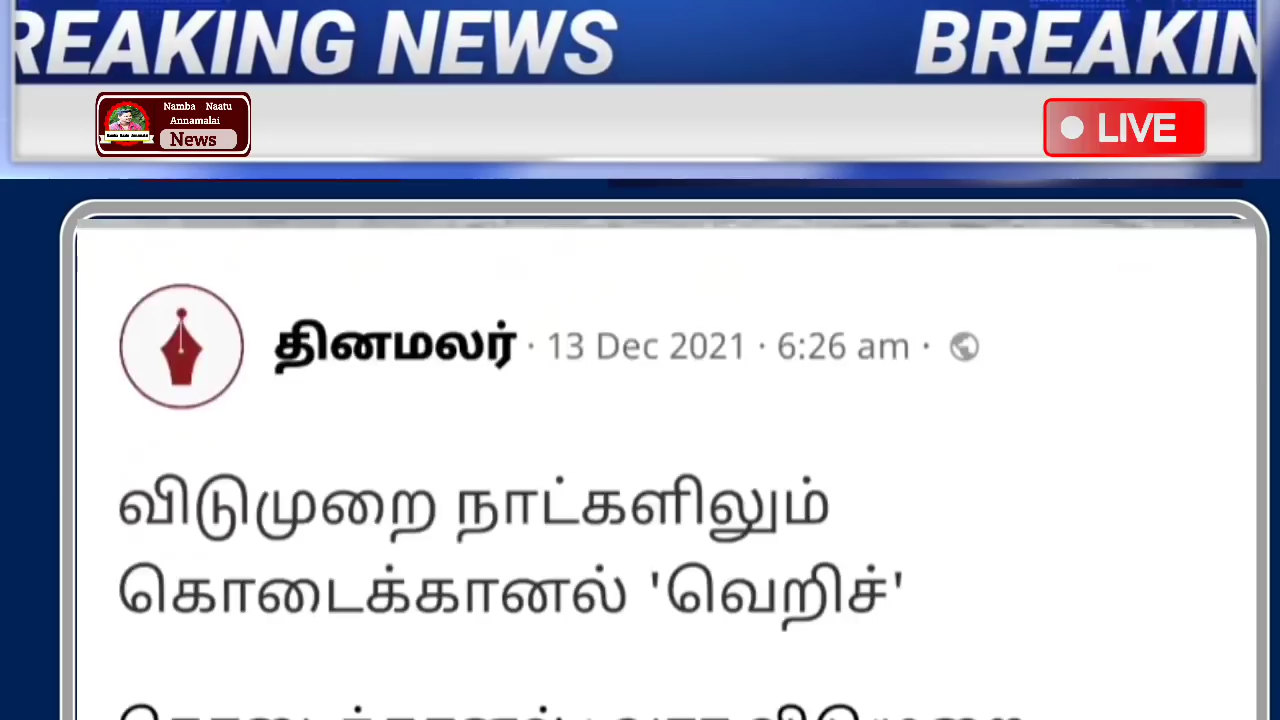 REAKING NEWS BREAKIN
Namba Naatu
Annamalai
News
LIVE
தினமலர் · 13 Dec 2021 · 6:26 am ·
விடுமுறை நாட்களிலும்
கொடைக்கானல் 'வெறிச்'